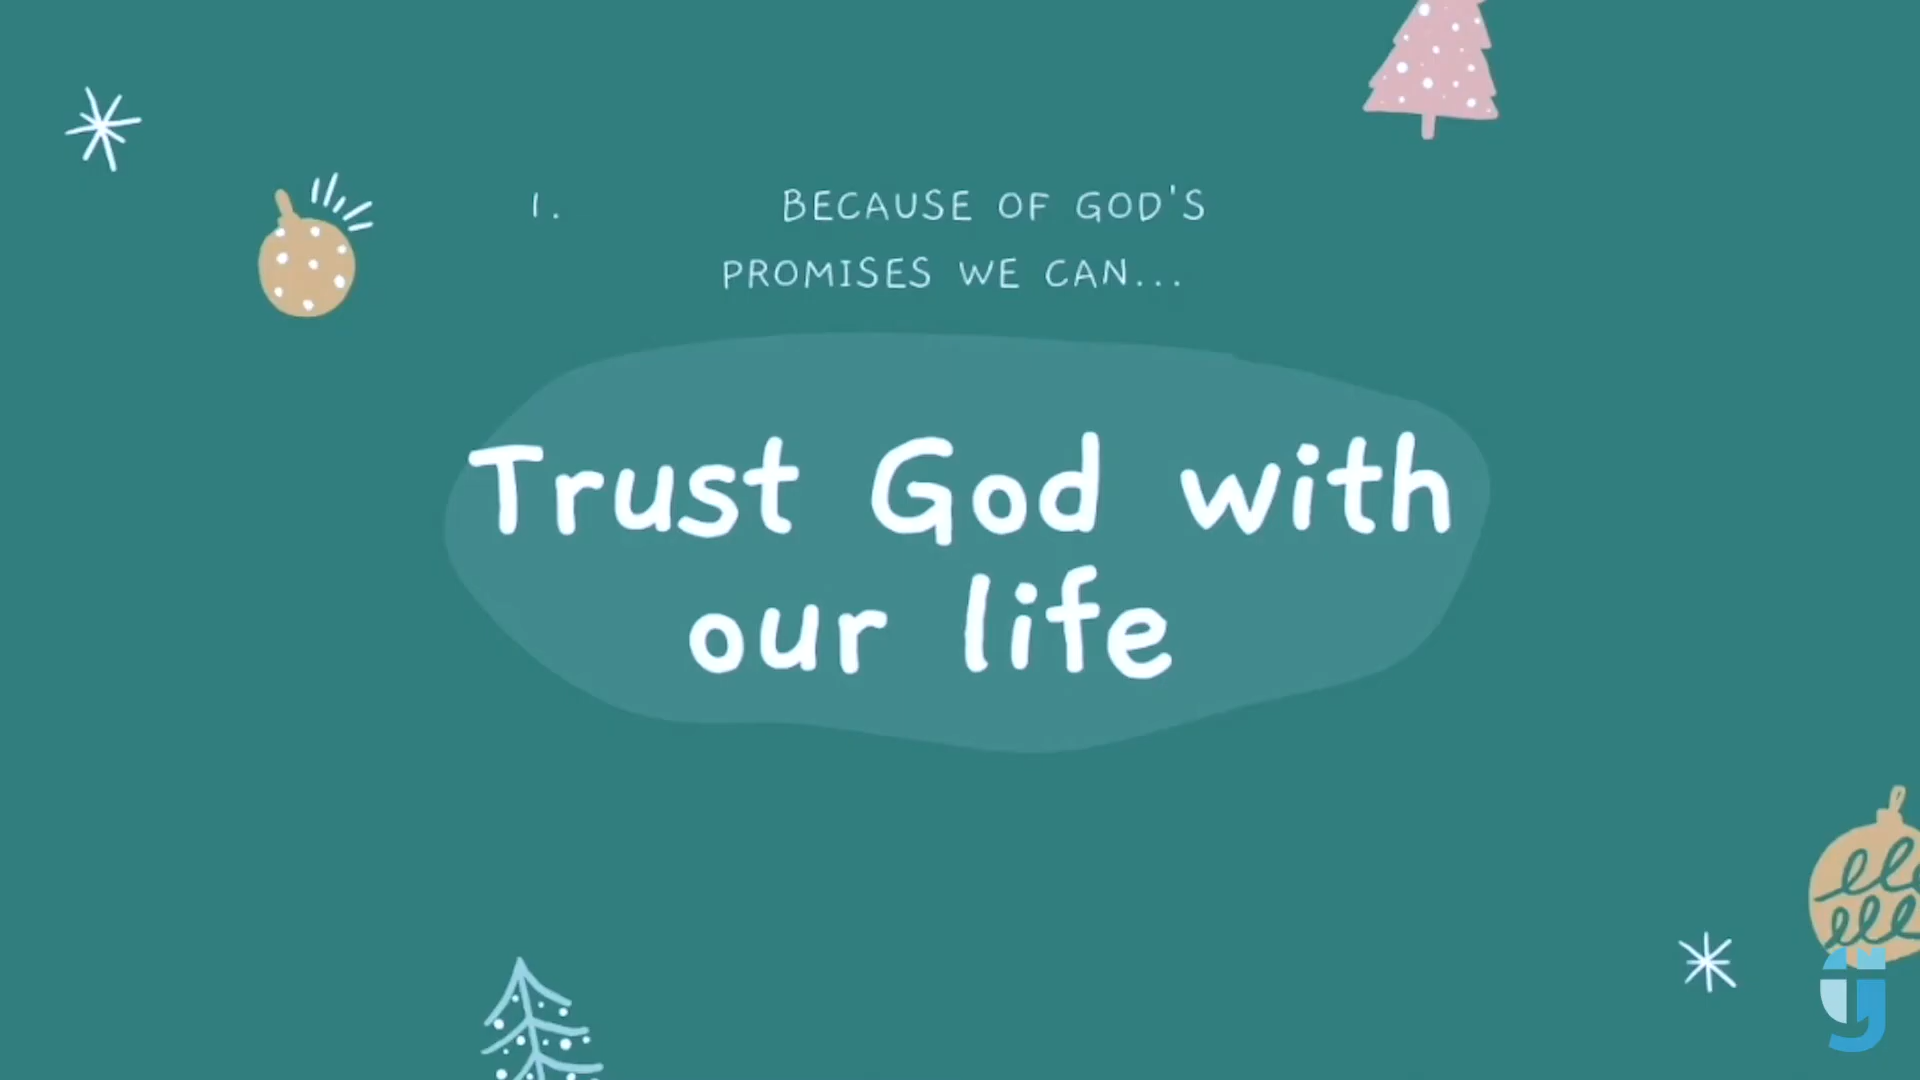 1. BECAUSE OF GOD'S
PROMISES WE CAN...
Trust God with
our life